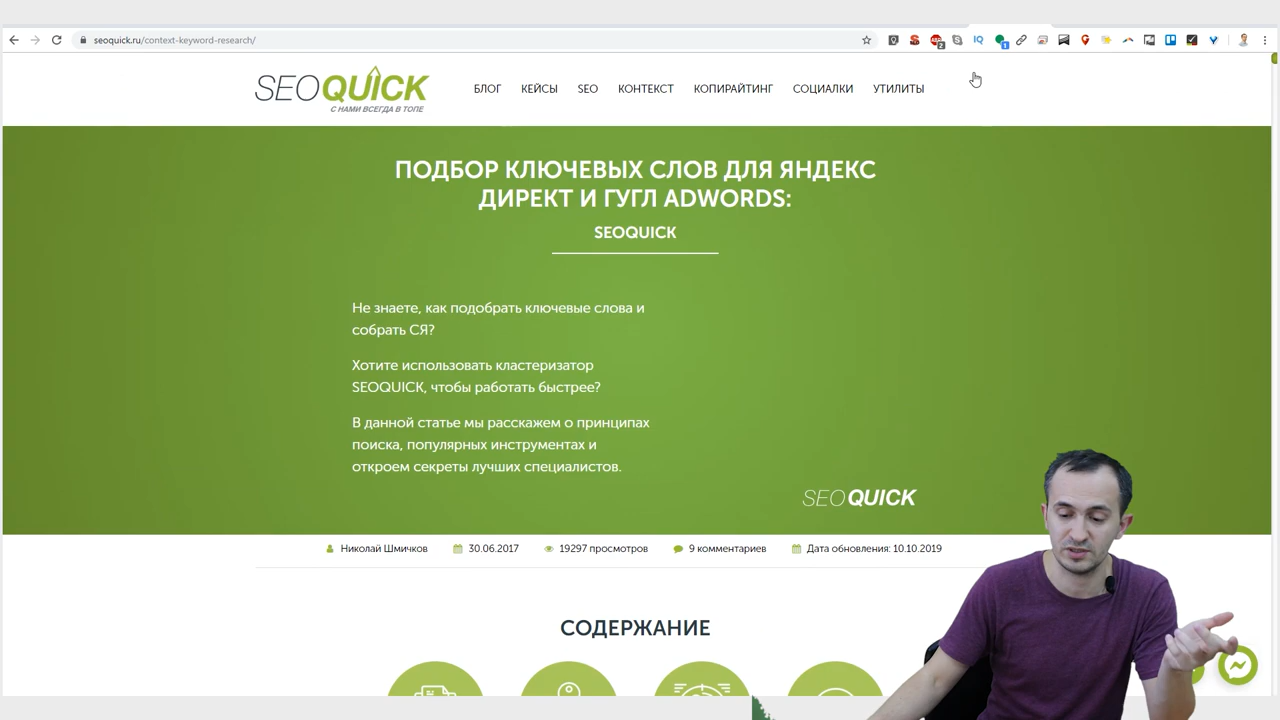 seoquick.ru/context-keyword-research/
SEOQUICK
С НАМИ ВСЕГДА В ТОПЕ
БЛОГ КЕЙСЫ SEO КОНТЕКСТ КОПИРАЙТИНГ СОЦИАЛКИ УТИЛИТЫ
ПОДБОР КЛЮЧЕВЫХ СЛОВ ДЛЯ ЯНДЕКС
ДИРЕКТ И ГУГЛ ADWORDS:
SEOQUICK
Не знаете, как подобрать ключевые слова и
собрать СЯ?
Хотите использовать кластеризатор
SEOQUICK, чтобы работать быстрее?
В данной статье мы расскажем о принципах
поиска, популярных инструментах и
откроем секреты лучших специалистов.
SEOQUICK
Николай Шмичков 30.06.2017 19297 просмотров 9 комментариев Дата обновления: 10.10.2019
СОДЕРЖАНИЕ